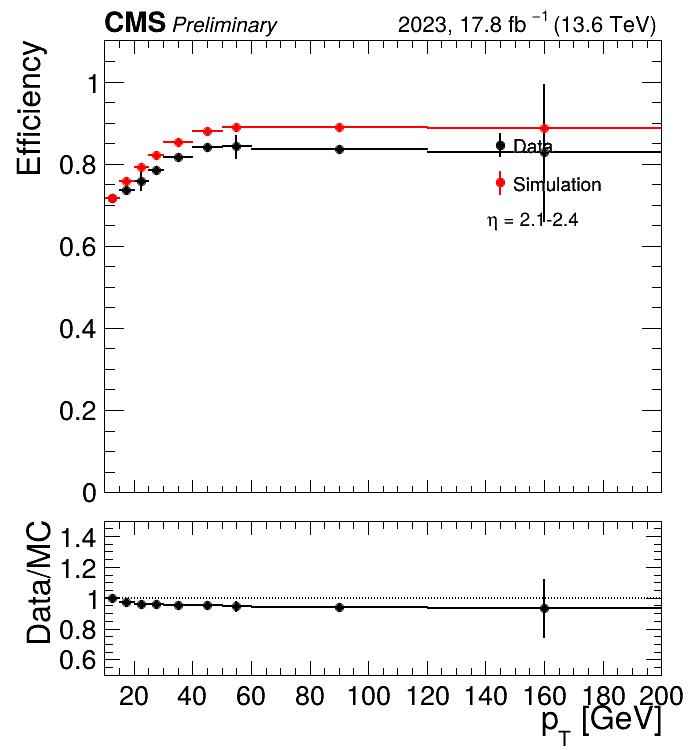 CMS Preliminary 2023, 17.8 fb⁻¹ (13.6 TeV)
Efficiency
1
0.8
0.6
0.4
0.2
0
Data
Simulation
η = 2.1-2.4
Data/MC
1.4
1.2
1
0.8
0.6
20 40 60 80 100 120 140 160 180 200
p_T [GeV]